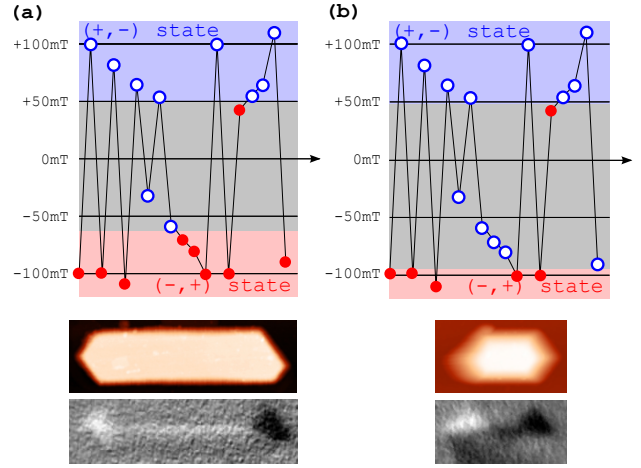 (a)
(+,-) state
+100mT
+50mT
0mT
-50mT
-100mT
(-,+) state
(b)
(+,-) state
+100mT
+50mT
0mT
-50mT
-100mT
(-,+) state